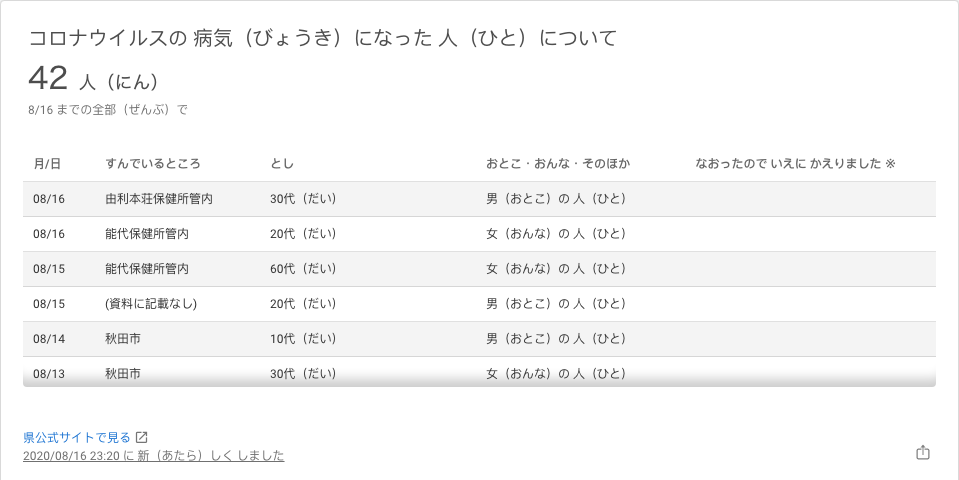 コロナウイルスの 病気（びょうき）になった 人（ひと）について
42 人（にん）
8/16 までの全部（ぜんぶ）で
月/日 すんでいるところ とし おとこ・おんな・そのほか なおったので いえに かえりました ※
08/16 由利本荘保健所管内 30代（だい） 男（おとこ）の 人（ひと）
08/16 能代保健所管内 20代（だい） 女（おんな）の 人（ひと）
08/15 能代保健所管内 60代（だい） 女（おんな）の 人（ひと）
08/15 (資料に記載なし) 20代（だい） 男（おとこ）の 人（ひと）
08/14 秋田市 10代（だい） 男（おとこ）の 人（ひと）
08/13 秋田市 30代（だい） 女（おんな）の 人（ひと）
県公式サイトで見る
2020/08/16 23:20 に 新（あたら）しく しました